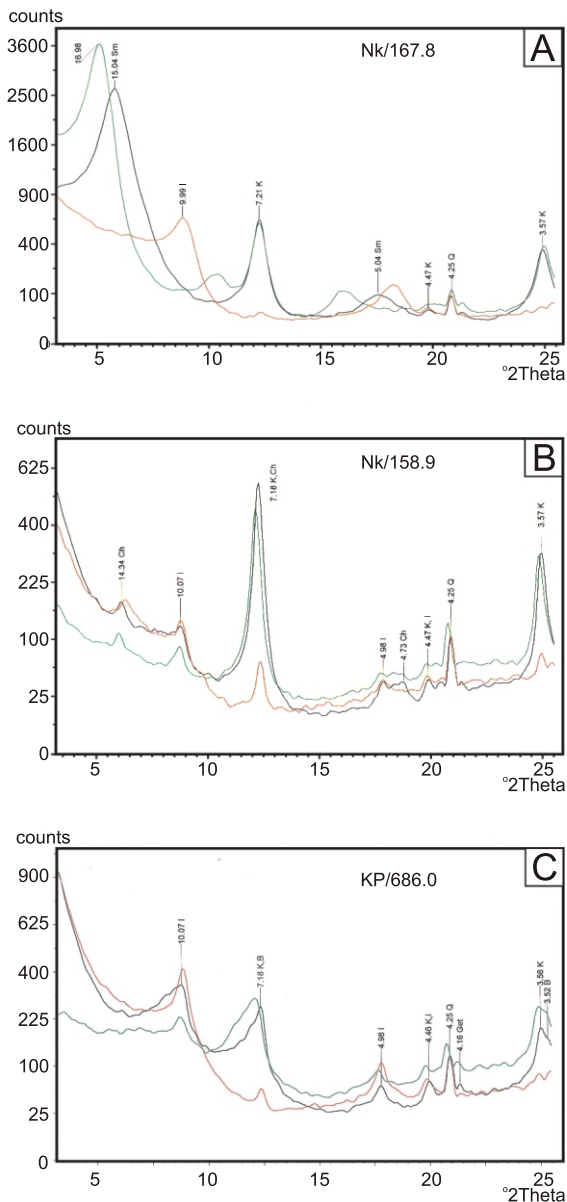 counts
A
Nk/167.8
3600
2500
1600
900
400
100
0
16.98
15.04 Sm
9.99 I
7.21 K
5.04 Sm
4.47 K
4.25 Q
3.57 K
5 10 15 20 25
°2Theta
counts
B
Nk/158.9
625
400
225
100
25
0
14.34 Ch
10.07 I
7.18 K,Ch
4.98 I
4.73 Ch
4.47 K, I
4.25 Q
3.57 K
5 10 15 20 25
°2Theta
counts
C
KP/686.0
900
625
400
225
100
25
0
10.07 I
7.18 K,B
4.98 I
4.46 K,I
4.25 Q
4.16 Get
3.56 K
3.52 B
5 10 15 20 25
°2Theta